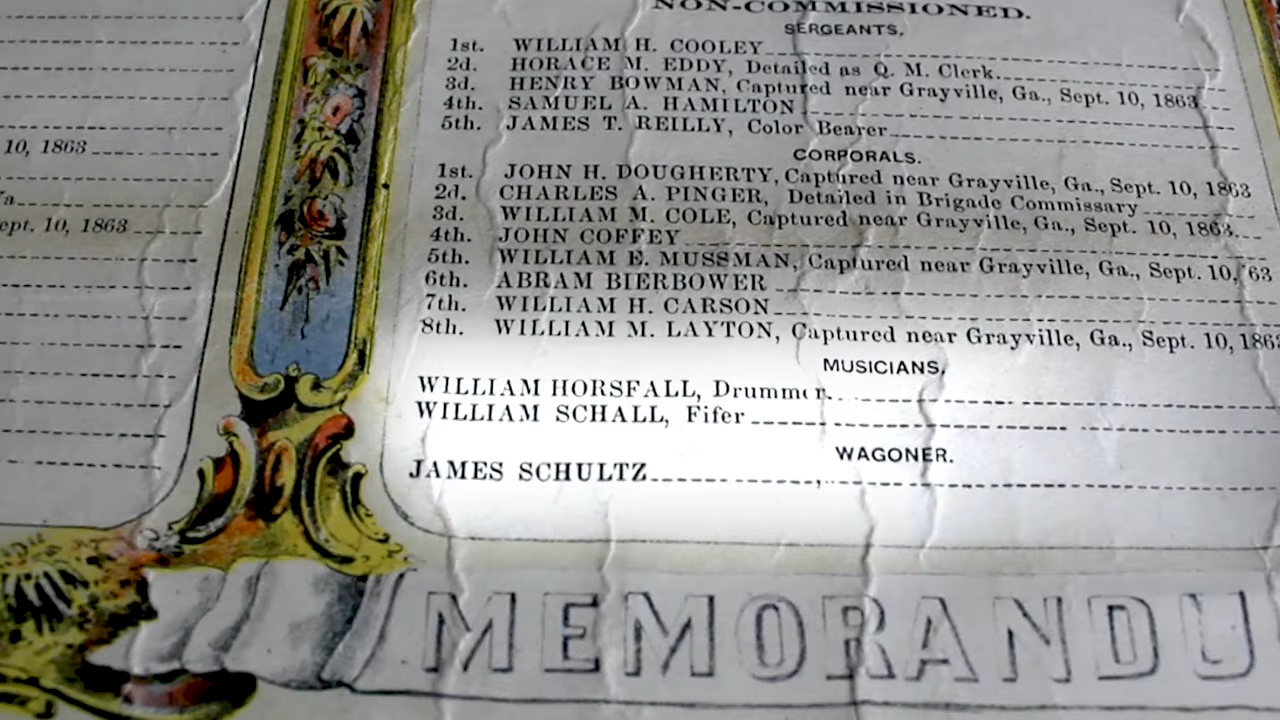 10, 1863
ept. 10, 1863
NON-COMMISSIONED.
SERGEANTS.
1st. WILLIAM H. COOLEY
2d. HORACE M. EDDY, Detailed as Q. M. Clerk.
3d. HENRY BOWMAN, Captured near Grayville, Ga., Sept. 10, 1863
4th. SAMUEL A. HAMILTON
5th. JAMES T. REILLY, Color Bearer
CORPORALS.
1st. JOHN H. DOUGHERTY, Captured near Grayville, Ga., Sept. 10, 1863
2d. CHARLES A. PINGER, Detailed in Brigade Commissary
3d. WILLIAM M. COLE, Captured near Grayville, Ga., Sept. 10, 1863.
4th. JOHN COFFEY
5th. WILLIAM E. MUSSMAN, Captured near Grayville, Ga., Sept. 10, '63
6th. ABRAM BIERBOWER
7th. WILLIAM H. CARSON
8th. WILLIAM M. LAYTON, Captured near Grayville, Ga., Sept. 10, 186
MUSICIANS.
WILLIAM HORSFALL, Drummer.
WILLIAM SCHALL, Fifer
WAGONER.
JAMES SCHULTZ
MEMORANDU